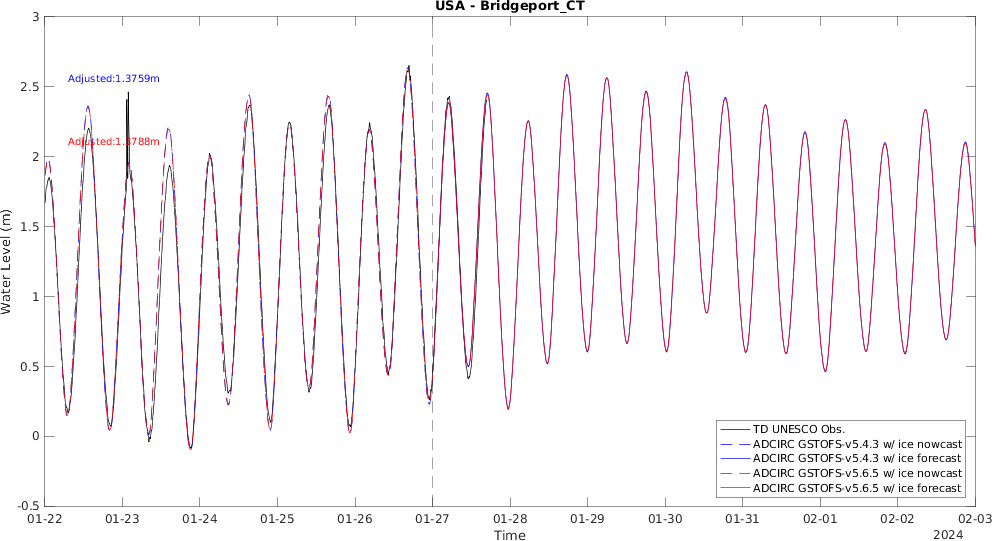 USA - Bridgeport_CT
Adjusted:1.3759m
Adjusted:1.3788m
Water Level (m)
3
2.5
2
1.5
1
0.5
0
-0.5
TD UNESCO Obs.
ADCIRC GSTOFS-v5.4.3 w/ ice nowcast
ADCIRC GSTOFS-v5.4.3 w/ ice forecast
ADCIRC GSTOFS-v5.6.5 w/ ice nowcast
ADCIRC GSTOFS-v5.6.5 w/ ice forecast
01-22 01-23 01-24 01-25 01-26 01-27 01-28 01-29 01-30 01-31 02-01 02-02 02-03
Time
2024